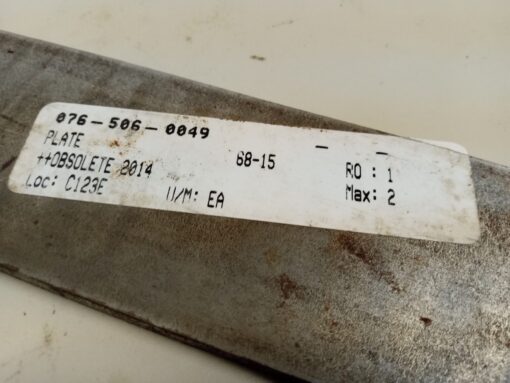 076-506-0049
PLATE
++OBSOLETE 2014 68-15 RO : 1
Loc: C123E U/M: EA Max: 2